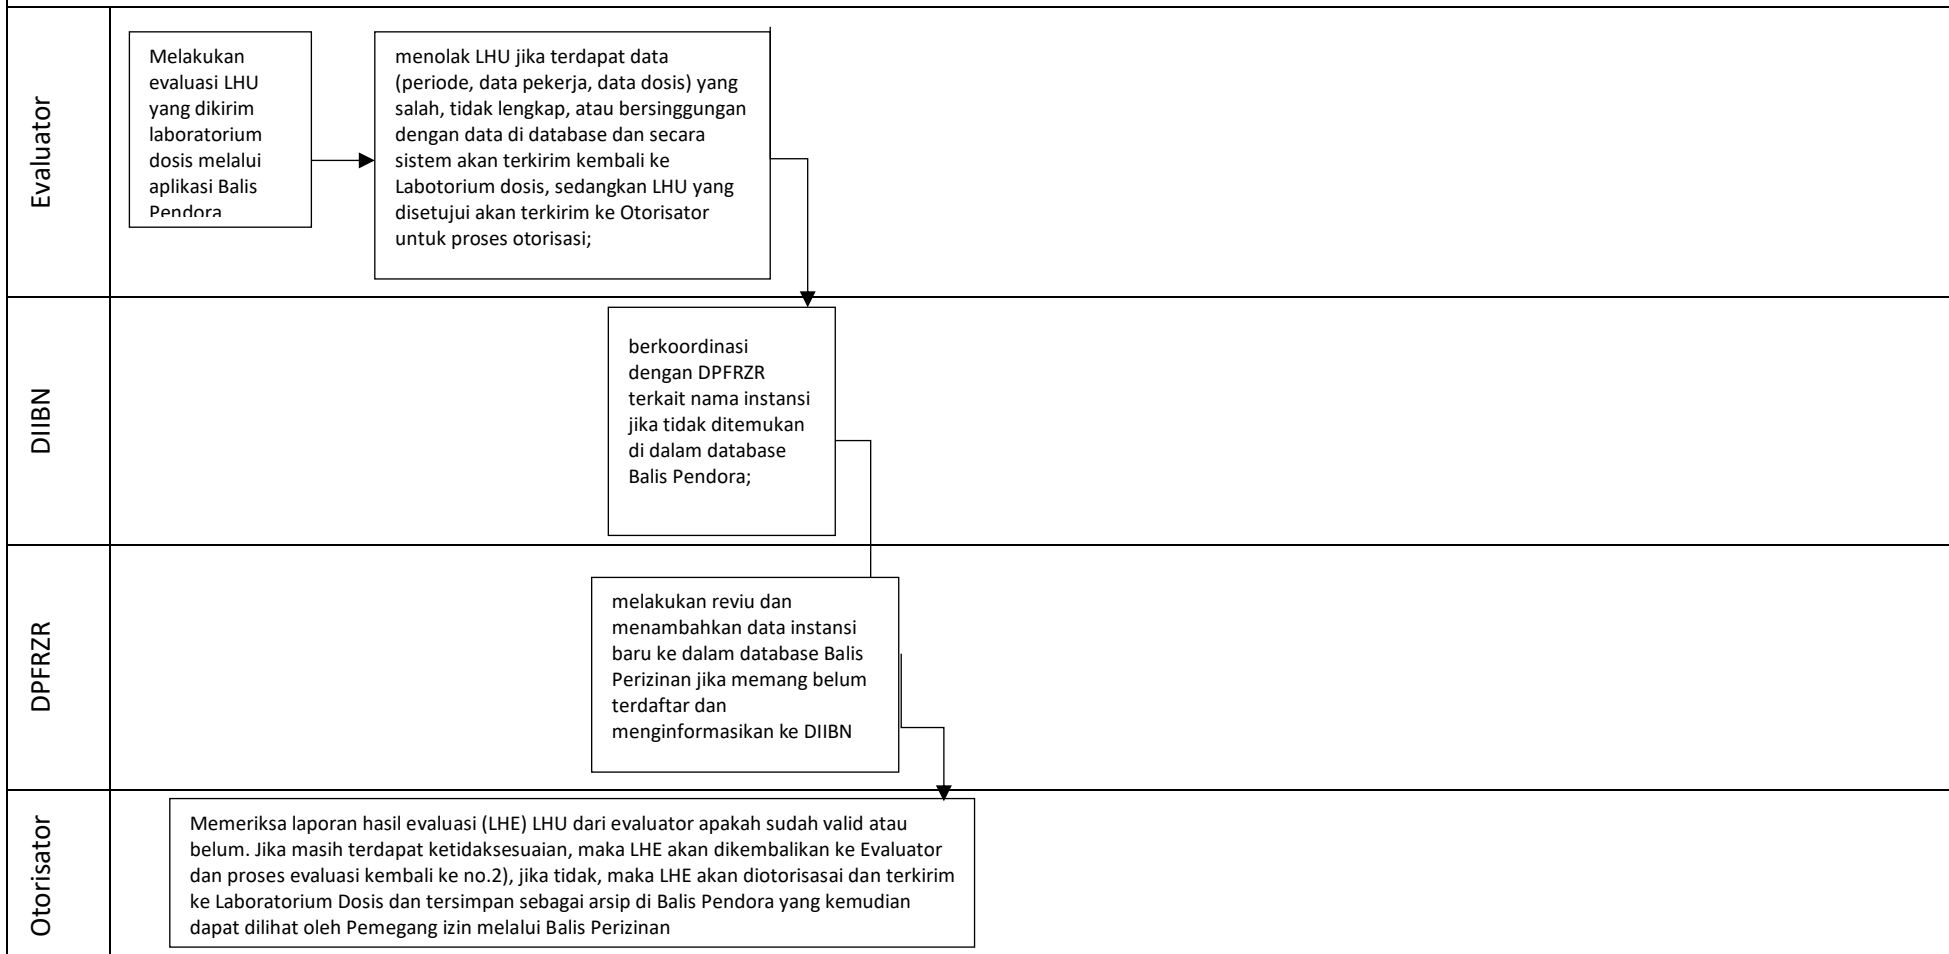 Evaluator
Melakukan
evaluasi LHU
yang dikirim
laboratorium
dosis melalui
aplikasi Balis
Pendora
menolak LHU jika terdapat data
(periode, data pekerja, data dosis) yang
salah, tidak lengkap, atau bersinggungan
dengan data di database dan secara
sistem akan terkirim kembali ke
Labotorium dosis, sedangkan LHU yang
disetujui akan terkirim ke Otorisator
untuk proses otorisasi;
DIIBN
berkoordinasi
dengan DPFRZR
terkait nama instansi
jika tidak ditemukan
di dalam database
Balis Pendora;
DPFRZR
melakukan reviu dan
menambahkan data instansi
baru ke dalam database Balis
Perizinan jika memang belum
terdaftar dan
menginformasikan ke DIIBN
Otorisator
Memeriksa laporan hasil evaluasi (LHE) LHU dari evaluator apakah sudah valid atau
belum. Jika masih terdapat ketidaksesuaian, maka LHE akan dikembalikan ke Evaluator
dan proses evaluasi kembali ke no.2), jika tidak, maka LHE akan diotorisasai dan terkirim
ke Laboratorium Dosis dan tersimpan sebagai arsip di Balis Pendora yang kemudian
dapat dilihat oleh Pemegang izin melalui Balis Perizinan